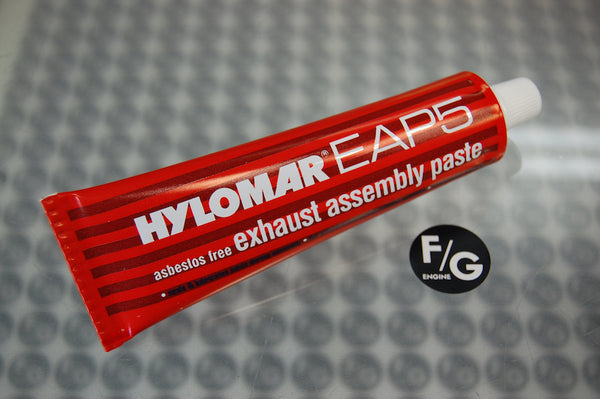 HYLOMAR® EAP5
asbestos free exhaust assembly paste
F/G
ENGINE